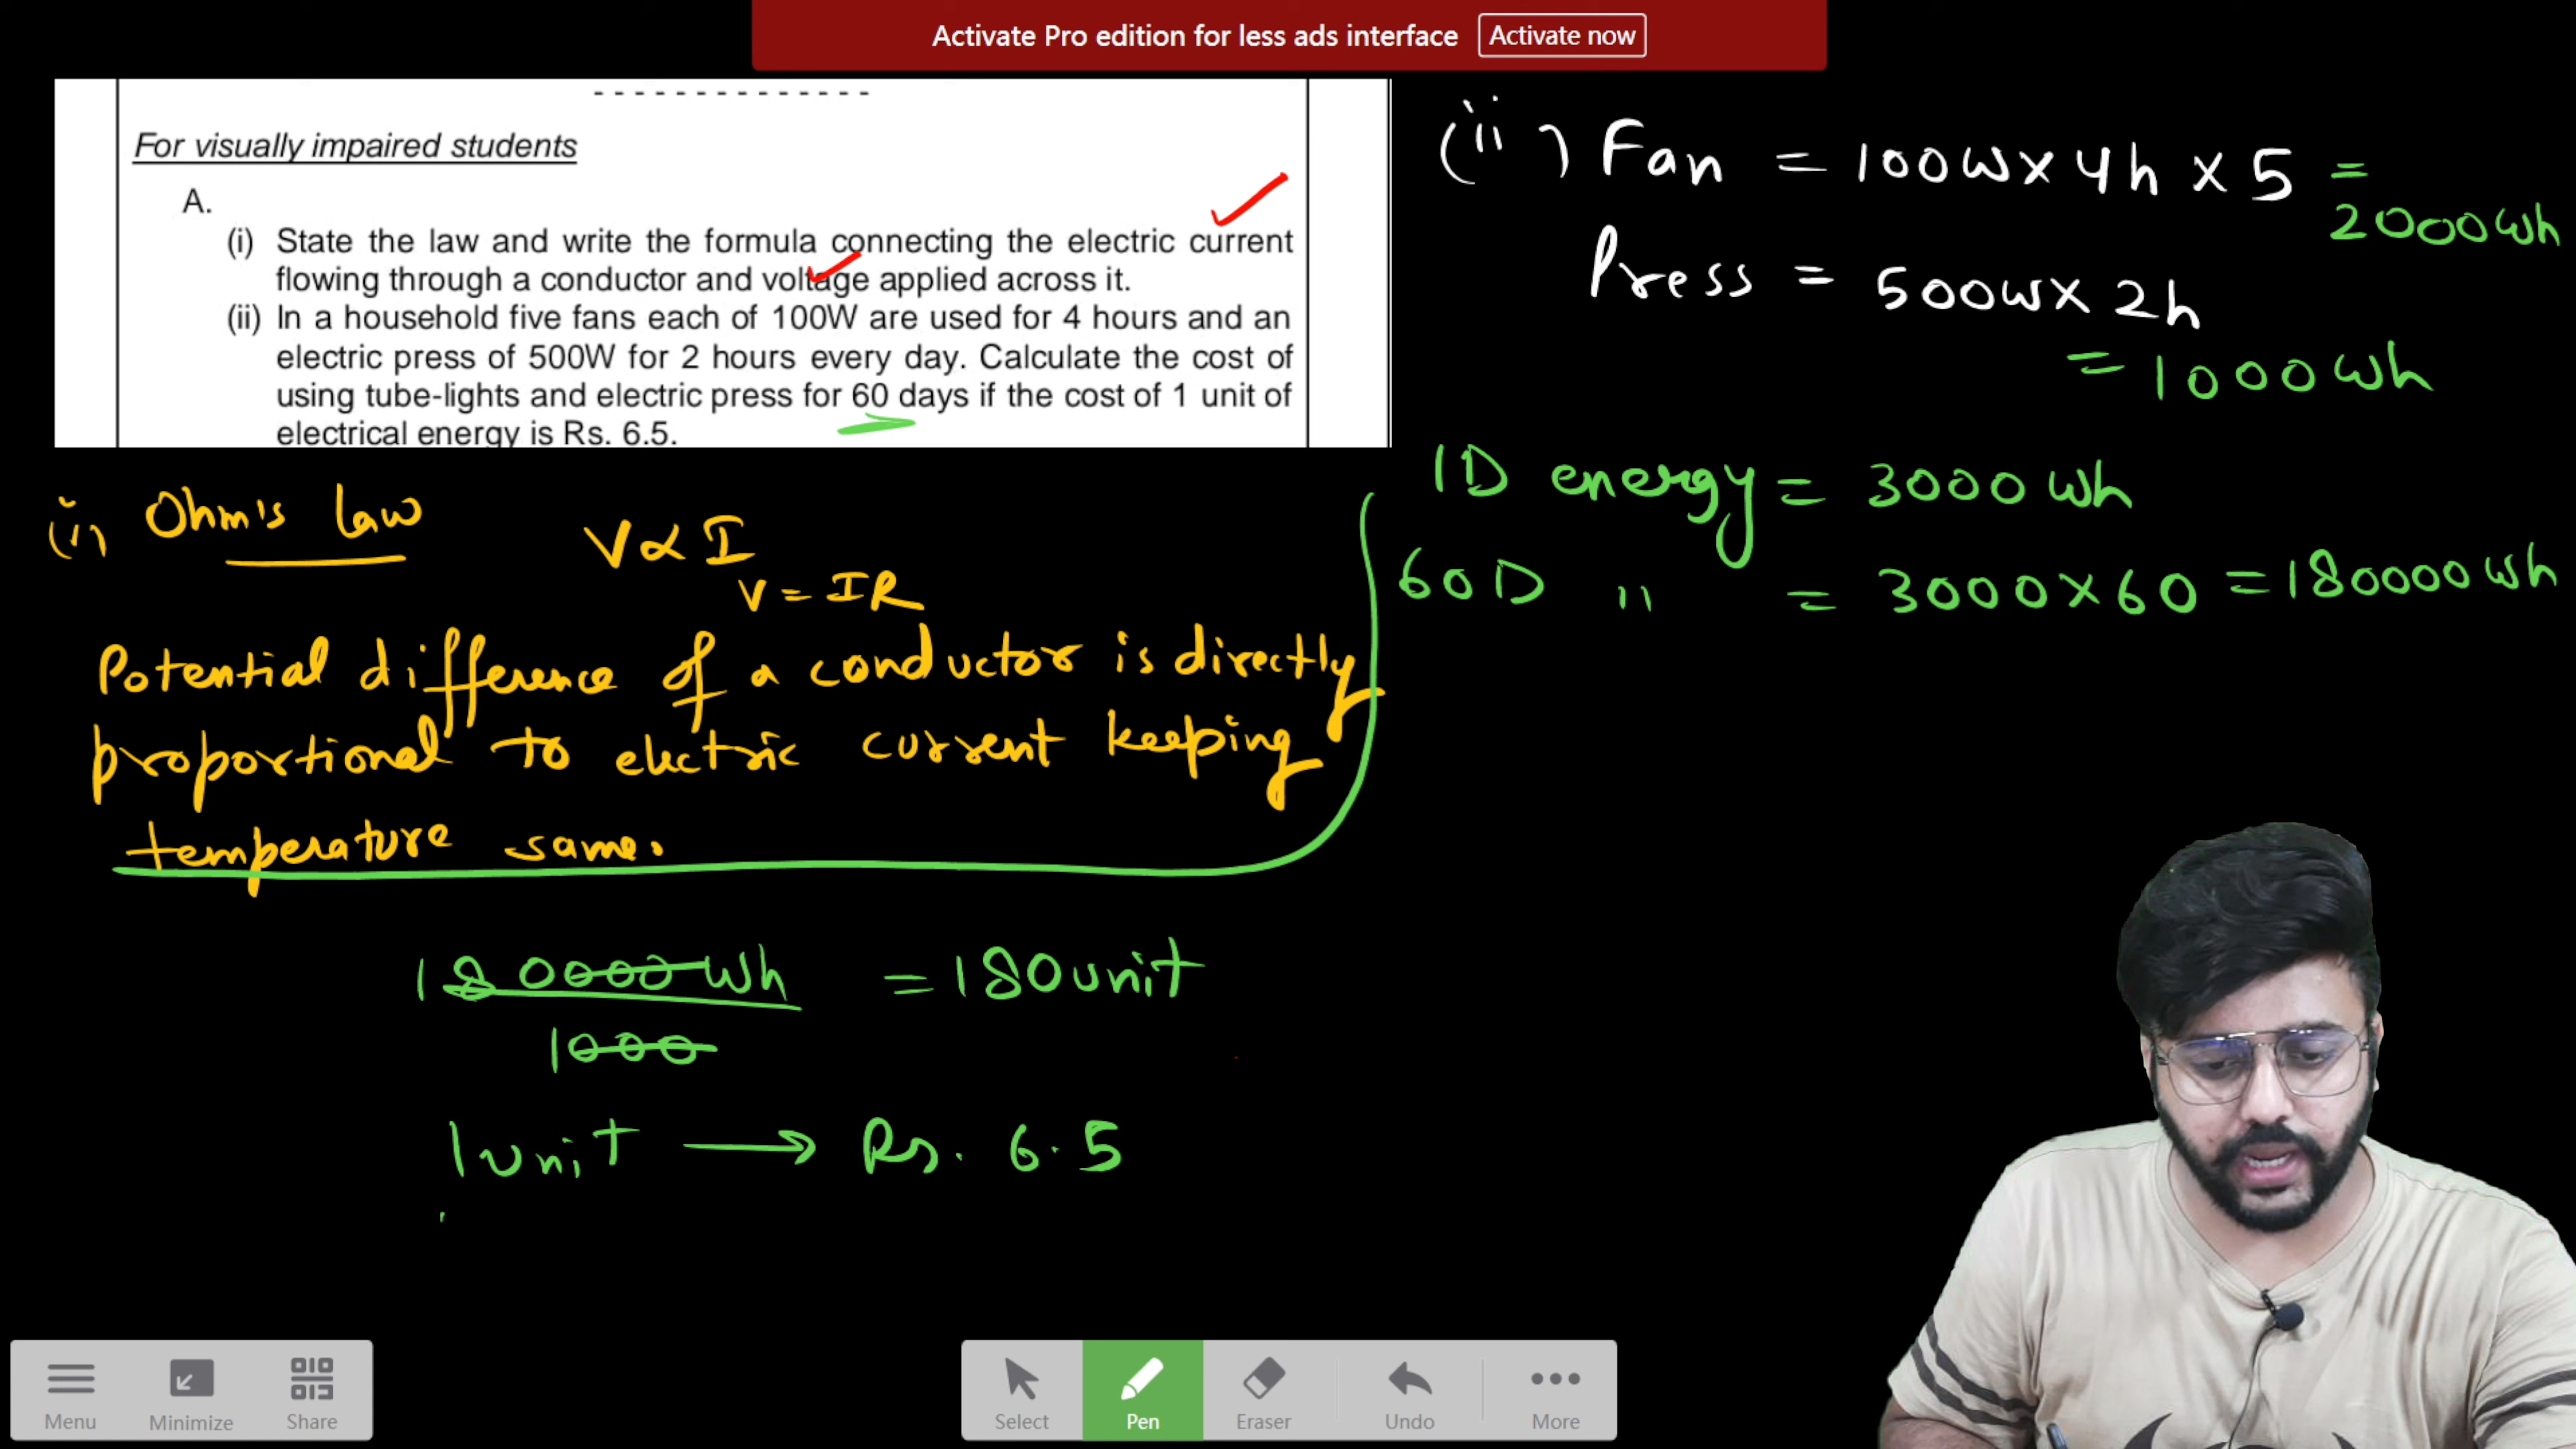 Activate Pro edition for less ads interface Activate now
For visually impaired students
A.
(i) State the law and write the formula connecting the electric current
flowing through a conductor and voltage applied across it.
(ii) In a household five fans each of 100W are used for 4 hours and an
electric press of 500W for 2 hours every day. Calculate the cost of
using tube-lights and electric press for 60 days if the cost of 1 unit of
electrical energy is Rs. 6.5.
(i) Ohm's law V ∝ I
V = IR
Potential difference of a conductor is directly
proportional to electric current keeping
temperature same.
180000 Wh = 180 unit
1000
1 unit → Rs. 6.5
(ii) Fan = 100W × 4h × 5 =
2000Wh
Press = 500W × 2h
= 1000 Wh
1D energy = 3000 Wh
60D " = 3000 × 60 = 180000 Wh
Menu Minimize Share Select Pen Eraser Undo More